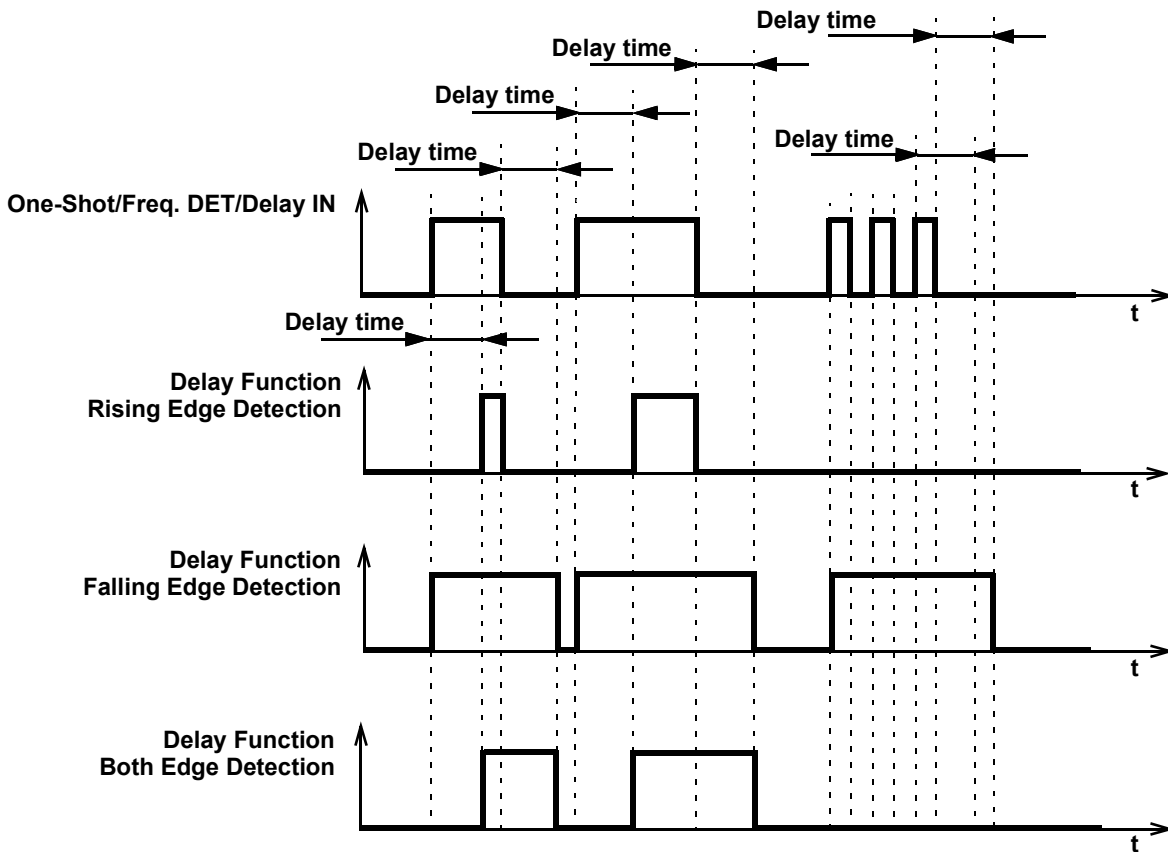 Delay time
Delay time
Delay time
Delay time
Delay time
One-Shot/Freq. DET/Delay IN
t
Delay time
Delay Function
Rising Edge Detection
t
Delay Function
Falling Edge Detection
t
Delay Function
Both Edge Detection
t